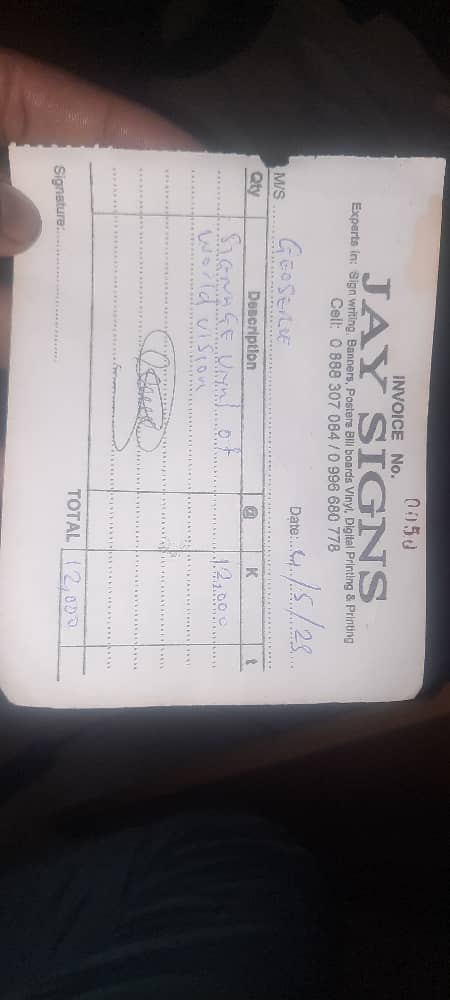 INVOICE No. 0050
JAY SIGNS
Experts in: Sign writing, Banners, Posters Bill boards Vinyl, Digital Printing & Printing
Cell: 0 888 307 064 / 0 996 680 778
Date: 4/5/23
M/S GEOSERVE
Qty Description @ K t
SIGNAGE VINYL of 12,000
World vision
TOTAL 12,000
Signature: